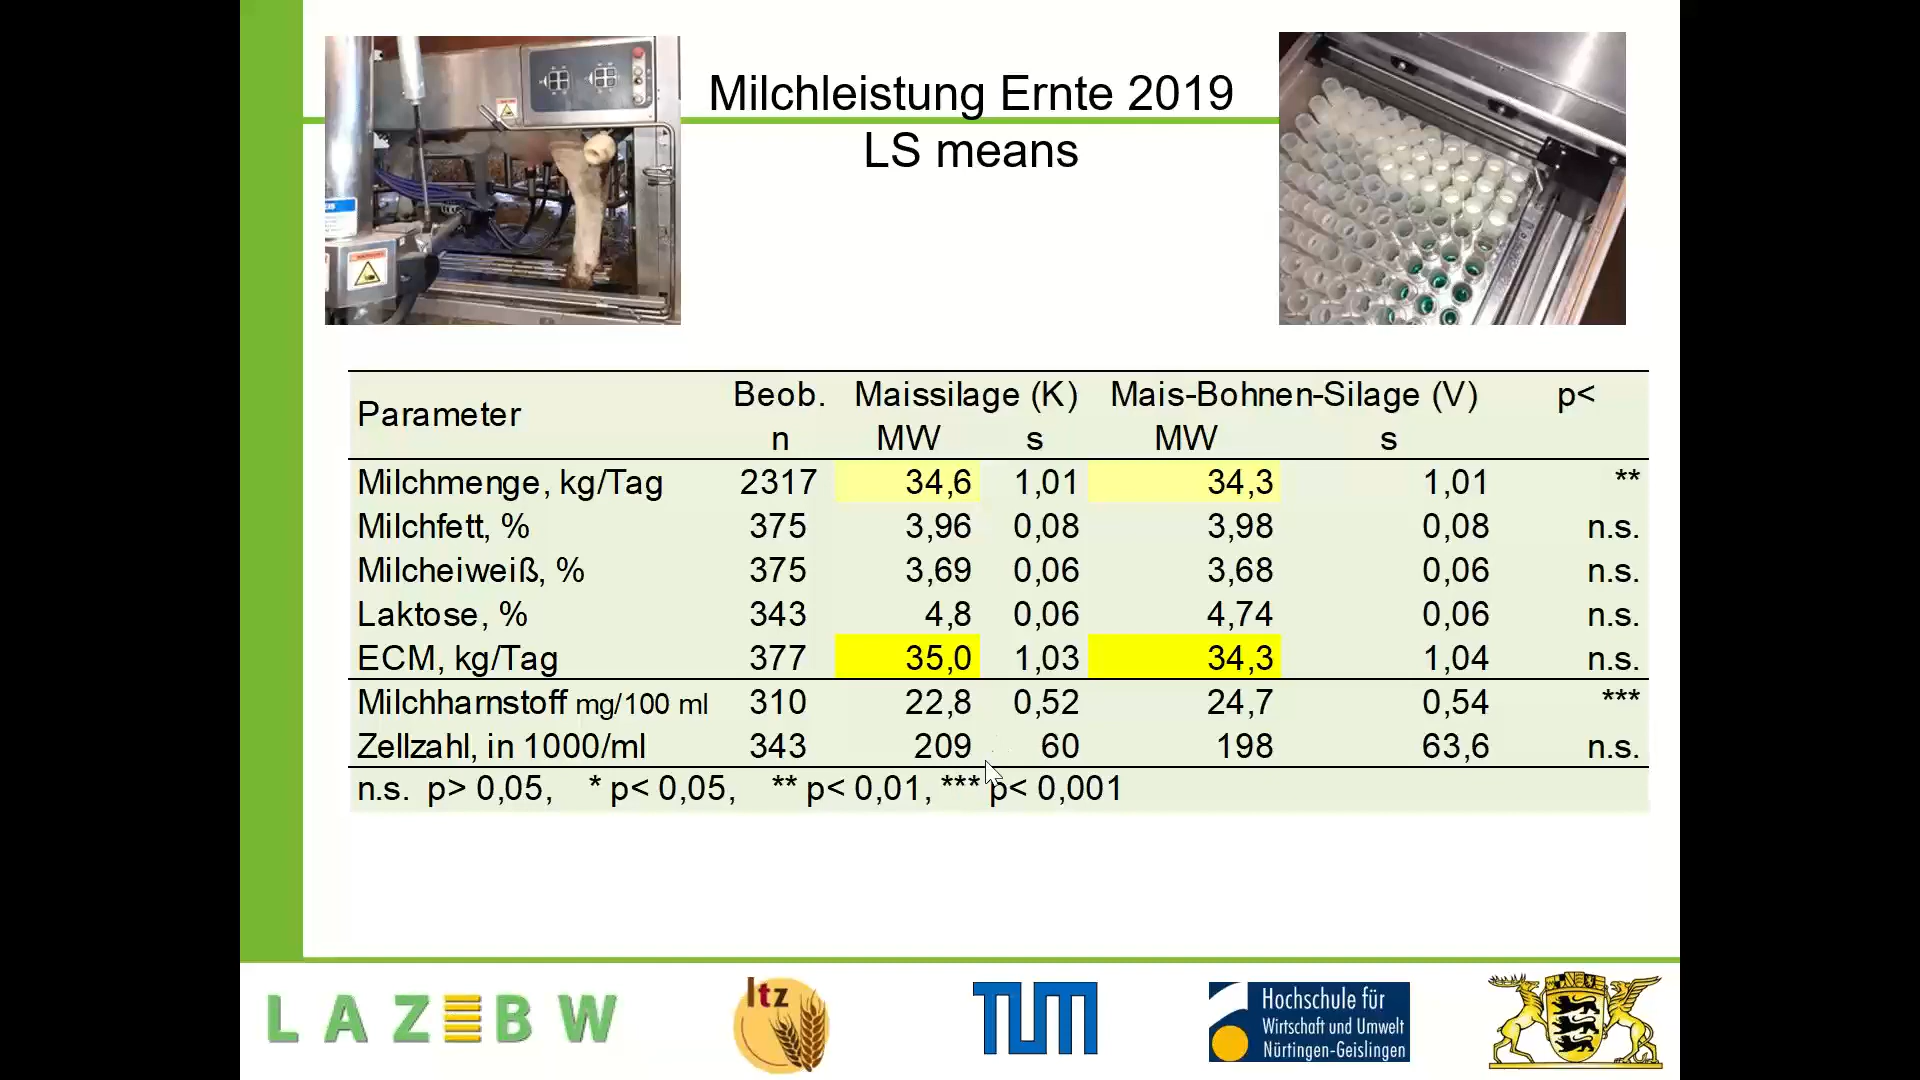 Milchleistung Ernte 2019
LS means
Parameter Beob. Maissilage (K) Mais-Bohnen-Silage (V) p<
n MW s MW s
Milchmenge, kg/Tag 2317 34,6 1,01 34,3 1,01 **
Milchfett, % 375 3,96 0,08 3,98 0,08 n.s.
Milcheiweiß, % 375 3,69 0,06 3,68 0,06 n.s.
Laktose, % 343 4,8 0,06 4,74 0,06 n.s.
ECM, kg/Tag 377 35,0 1,03 34,3 1,04 n.s.
Milchharnstoff mg/100 ml 310 22,8 0,52 24,7 0,54 ***
Zellzahl, in 1000/ml 343 209 60 198 63,6 n.s.
n.s. p> 0,05, * p< 0,05, ** p< 0,01, *** p< 0,001
LAZBW
ltz
TUM
Hochschule für
Wirtschaft und Umwelt
Nürtingen-Geislingen